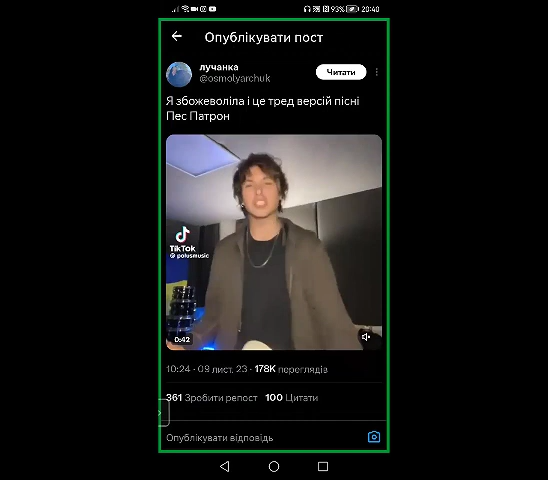 93% 20:40
Опублікувати пост
лучанка
@osmolyarchuk
Читати
Я збожеволіла і це тред версій пісні
Пес Патрон
TikTok
@polusmusic
0:42
10:24 · 09 лист. 23 · 178K переглядів
361 Зробити репост 100 Цитати
Опублікувати відповідь